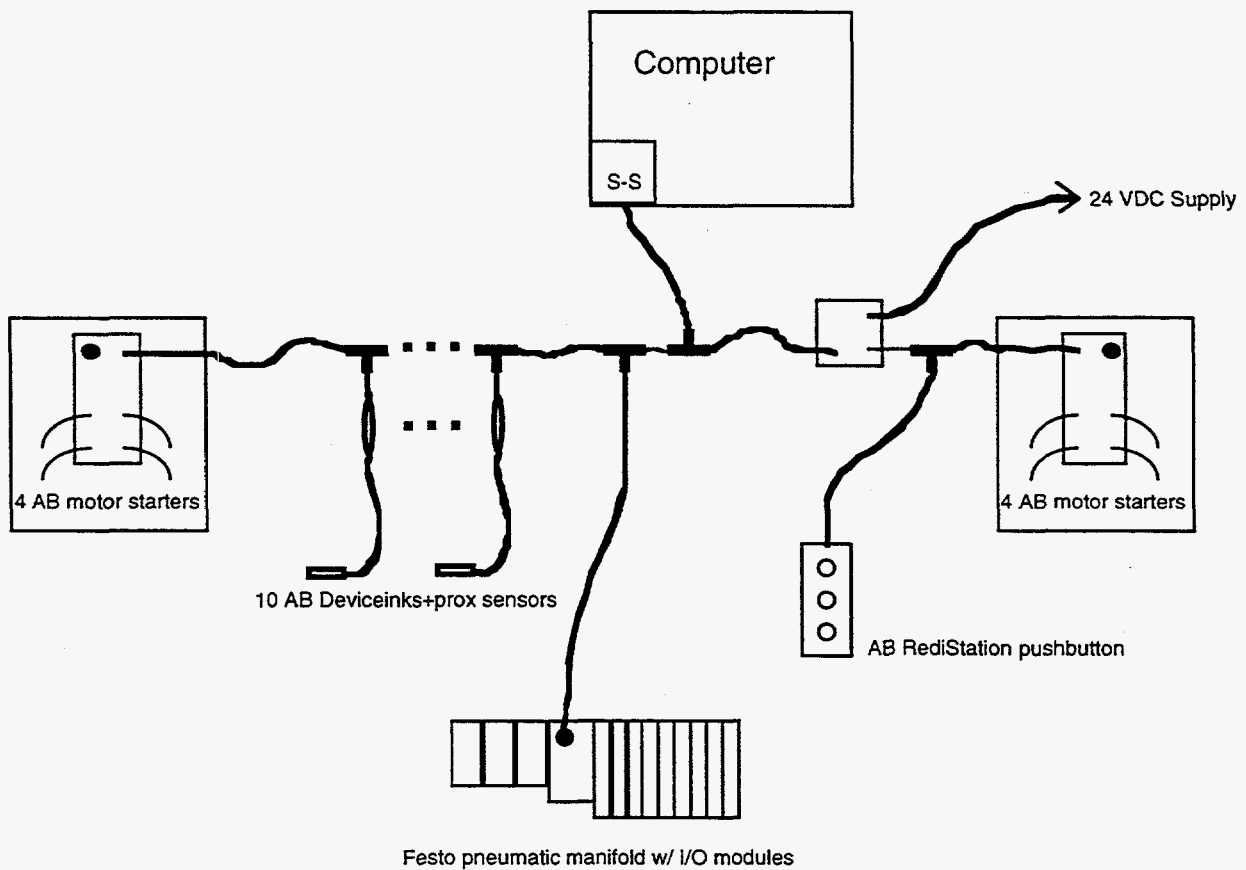 Computer
S-S
24 VDC Supply
4 AB motor starters
4 AB motor starters
10 AB Deviceinks+prox sensors
AB RediStation pushbutton
Festo pneumatic manifold w/ I/O modules